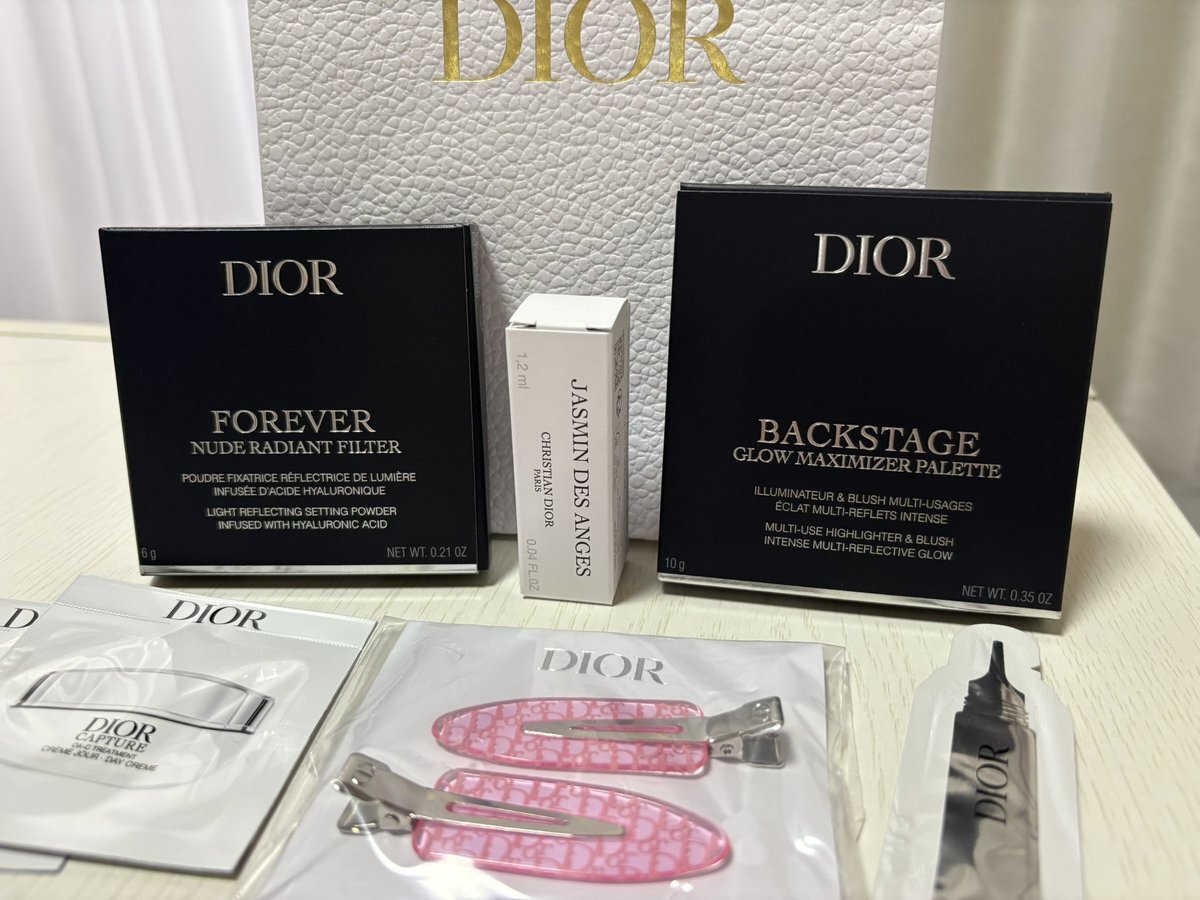 DIOR
DIOR
FOREVER
NUDE RADIANT FILTER
POUDRE FIXATRICE RÉFLECTRICE DE LUMIÈRE
INFUSÉE D'ACIDE HYALURONIQUE
LIGHT REFLECTING SETTING POWDER
INFUSED WITH HYALURONIC ACID
6 g
NET WT. 0.21 OZ
1,2 ml
JASMIN DES ANGES
CHRISTIAN DIOR
PARIS
0.04 FL.OZ
DIOR
BACKSTAGE
GLOW MAXIMIZER PALETTE
ILLUMINATEUR & BLUSH MULTI-USAGES
ÉCLAT MULTI-REFLETS INTENSE
MULTI-USE HIGHLIGHTER & BLUSH
INTENSE MULTI-REFLECTIVE GLOW
10 g
NET WT. 0.35 OZ
D
DIOR
DIOR
CAPTURE
CRÈME JOUR · DAY CREME
DIOR
DIOR